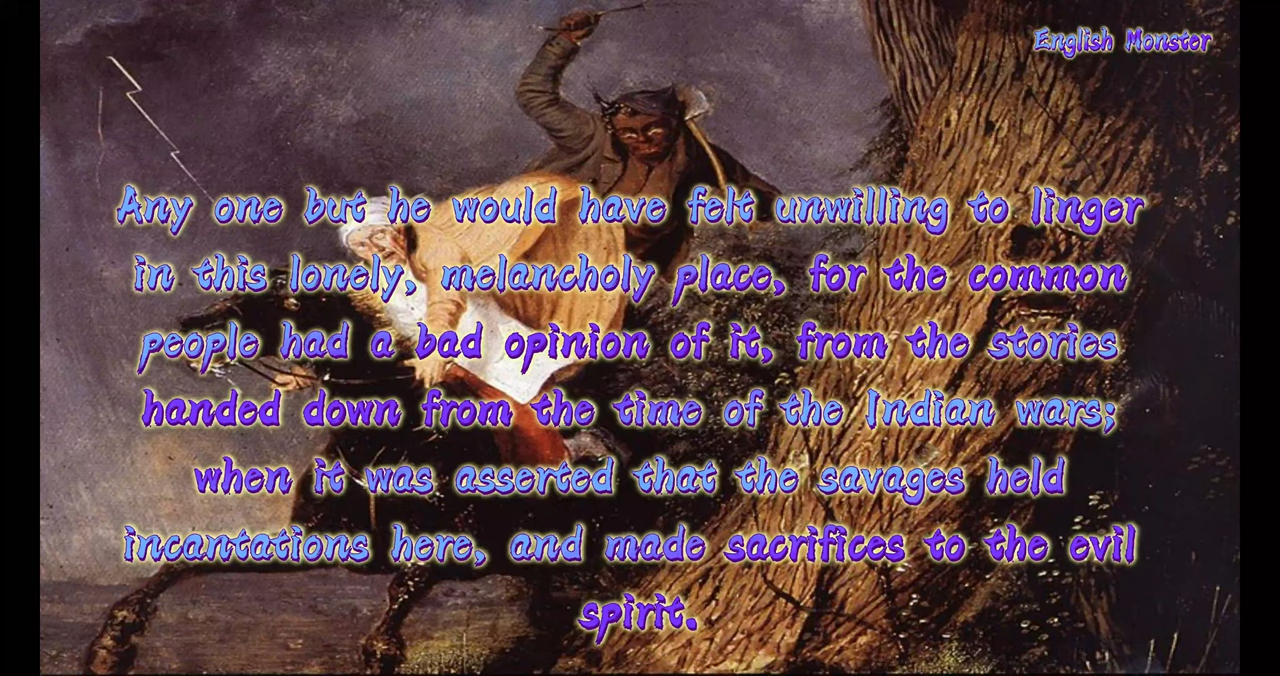 English Monster
Any one but he would have felt unwilling to linger
in this lonely, melancholy place, for the common
people had a bad opinion of it, from the stories
handed down from the time of the Indian wars;
when it was asserted that the savages held
incantations here, and made sacrifices to the evil
spirit.